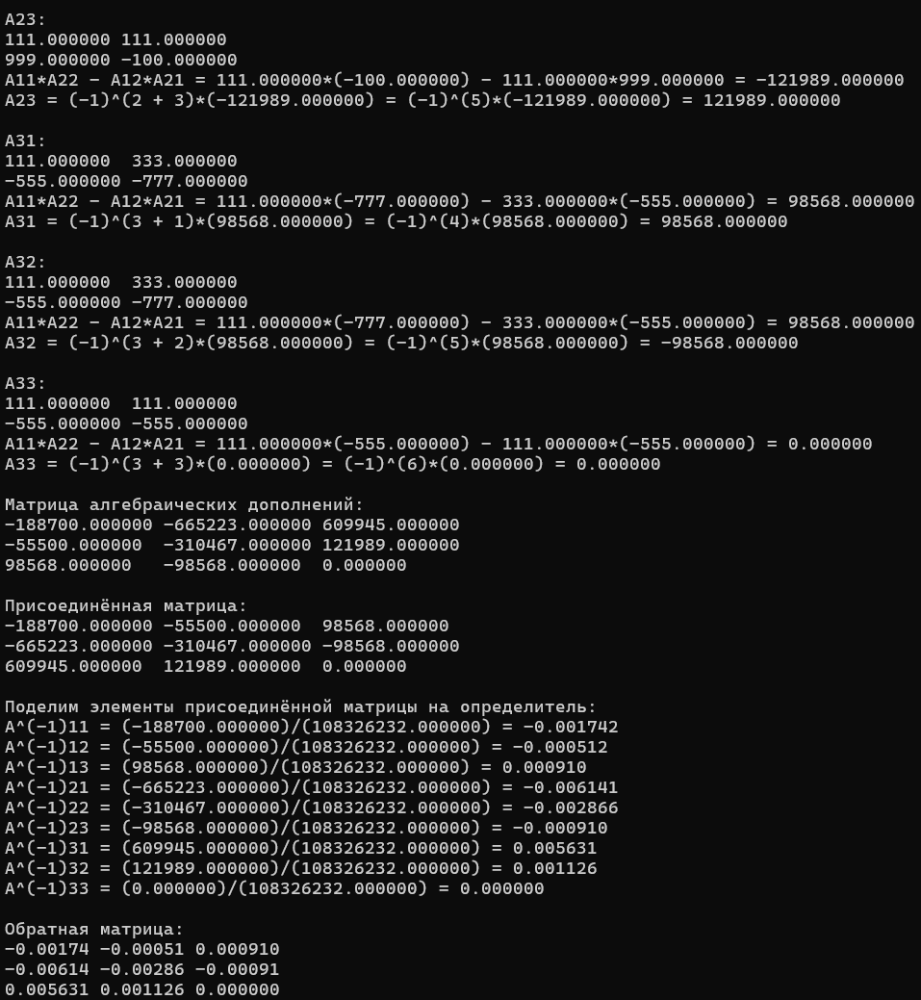 A23:
111.000000 111.000000
999.000000 -100.000000
A11*A22 - A12*A21 = 111.000000*(-100.000000) - 111.000000*999.000000 = -121989.000000
A23 = (-1)^(2 + 3)*(-121989.000000) = (-1)^(5)*(-121989.000000) = 121989.000000

A31:
111.000000  333.000000
-555.000000 -777.000000
A11*A22 - A12*A21 = 111.000000*(-777.000000) - 333.000000*(-555.000000) = 98568.000000
A31 = (-1)^(3 + 1)*(98568.000000) = (-1)^(4)*(98568.000000) = 98568.000000

A32:
111.000000  333.000000
-555.000000 -777.000000
A11*A22 - A12*A21 = 111.000000*(-777.000000) - 333.000000*(-555.000000) = 98568.000000
A32 = (-1)^(3 + 2)*(98568.000000) = (-1)^(5)*(98568.000000) = -98568.000000

A33:
111.000000  111.000000
-555.000000 -555.000000
A11*A22 - A12*A21 = 111.000000*(-555.000000) - 111.000000*(-555.000000) = 0.000000
A33 = (-1)^(3 + 3)*(0.000000) = (-1)^(6)*(0.000000) = 0.000000

Матрица алгебраических дополнений:
-188700.000000 -665223.000000 609945.000000
-55500.000000  -310467.000000 121989.000000
98568.000000   -98568.000000  0.000000

Присоединённая матрица:
-188700.000000 -55500.000000  98568.000000
-665223.000000 -310467.000000 -98568.000000
609945.000000  121989.000000  0.000000

Поделим элементы присоединённой матрицы на определитель:
A^(-1)11 = (-188700.000000)/(108326232.000000) = -0.001742
A^(-1)12 = (-55500.000000)/(108326232.000000) = -0.000512
A^(-1)13 = (98568.000000)/(108326232.000000) = 0.000910
A^(-1)21 = (-665223.000000)/(108326232.000000) = -0.006141
A^(-1)22 = (-310467.000000)/(108326232.000000) = -0.002866
A^(-1)23 = (-98568.000000)/(108326232.000000) = -0.000910
A^(-1)31 = (609945.000000)/(108326232.000000) = 0.005631
A^(-1)32 = (121989.000000)/(108326232.000000) = 0.001126
A^(-1)33 = (0.000000)/(108326232.000000) = 0.000000

Обратная матрица:
-0.00174 -0.00051 0.000910
-0.00614 -0.00286 -0.00091
0.005631 0.001126 0.000000